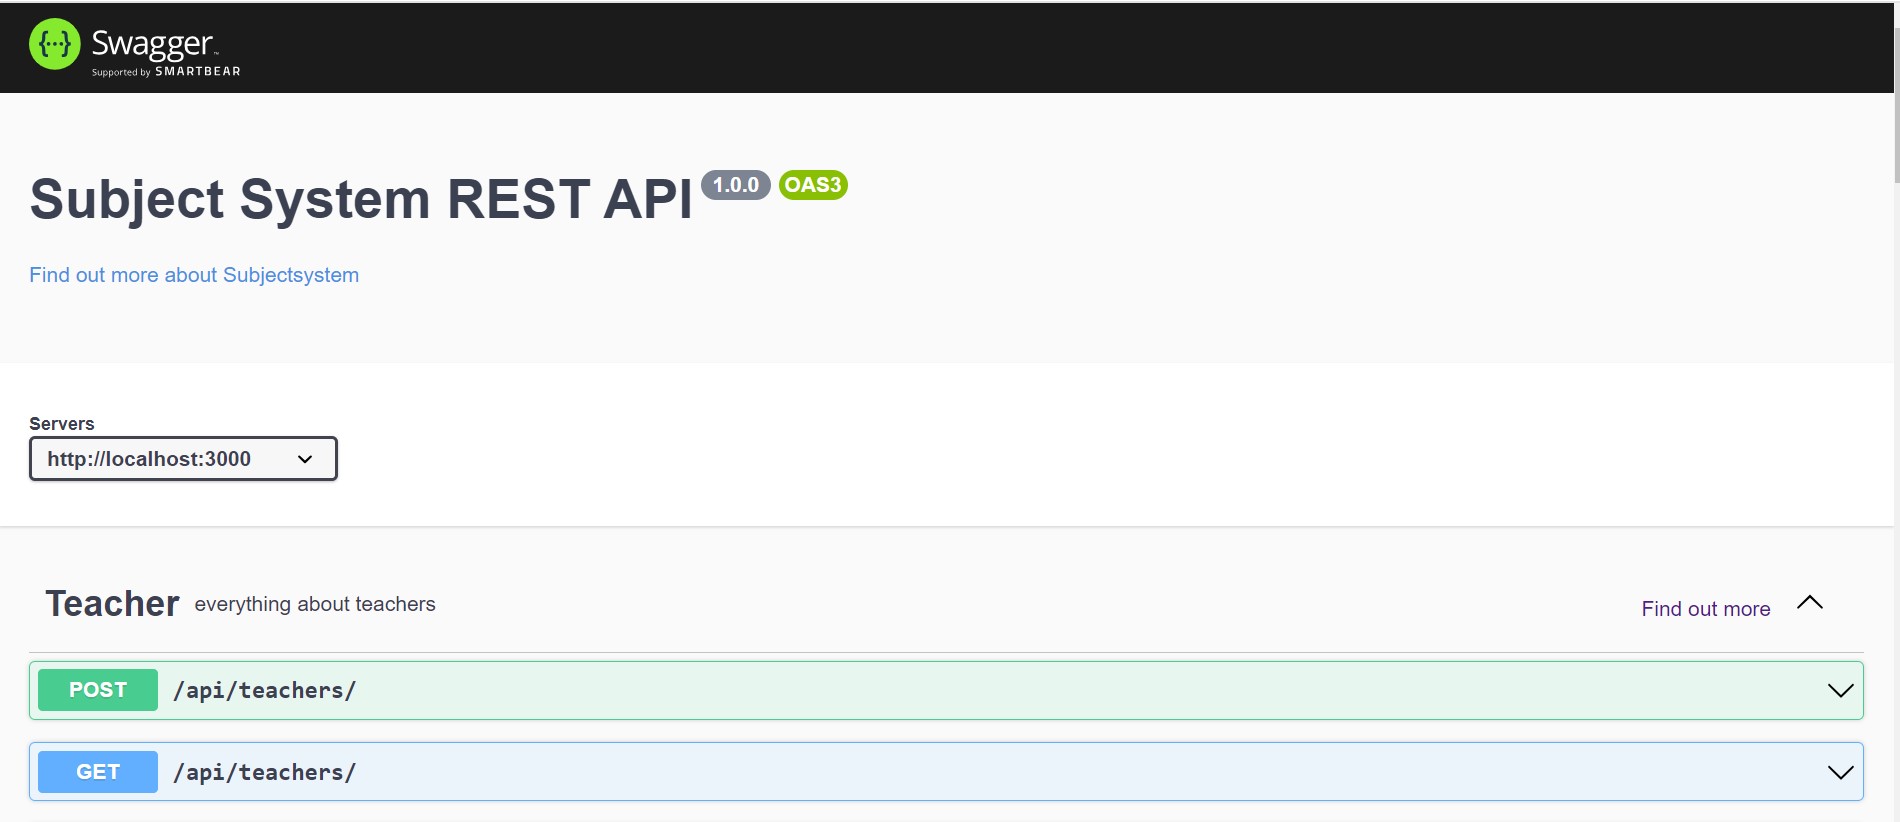 {···} Swagger™
Supported by SMARTBEAR
Subject System REST API 1.0.0 OAS3
Find out more about Subjectsystem
Servers
http://localhost:3000
Teacher everything about teachers Find out more
POST /api/teachers/
GET /api/teachers/